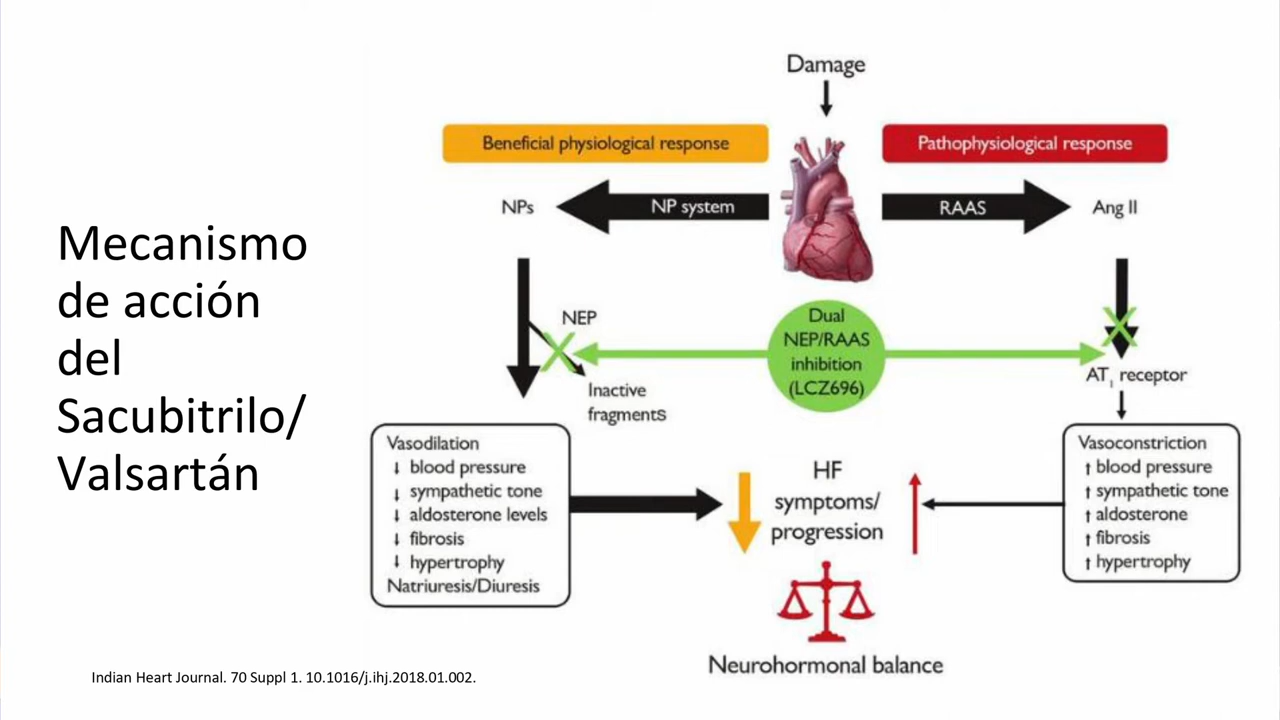 Mecanismo
de acción
del
Sacubitrilo/
Valsartán
Damage
Beneficial physiological response
Pathophysiological response
NPs
NP system
RAAS
Ang II
NEP
Inactive
fragments
Dual
NEP/RAAS
inhibition
(LCZ696)
AT₁ receptor
Vasodilation
↓ blood pressure
↓ sympathetic tone
↓ aldosterone levels
↓ fibrosis
↓ hypertrophy
Natriuresis/Diuresis
HF
symptoms/
progression
Vasoconstriction
↑ blood pressure
↑ sympathetic tone
↑ aldosterone
↑ fibrosis
↑ hypertrophy
Neurohormonal balance
Indian Heart Journal. 70 Suppl 1. 10.1016/j.ihj.2018.01.002.